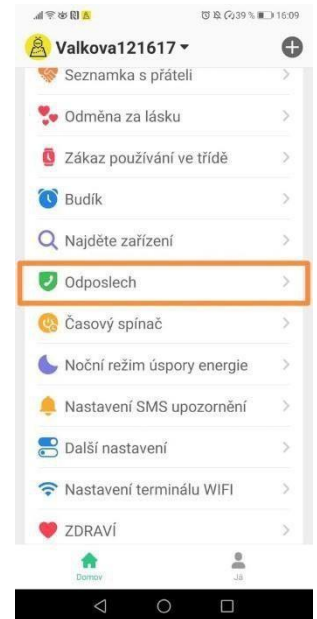 39 % 16:09
Valkova121617
Seznamka s přáteli
Odměna za lásku
Zákaz používání ve třídě
Budík
Najděte zařízení
Odposlech
Časový spínač
Noční režim úspory energie
Nastavení SMS upozornění
Další nastavení
Nastavení terminálu WIFI
ZDRAVÍ
Domov
Já